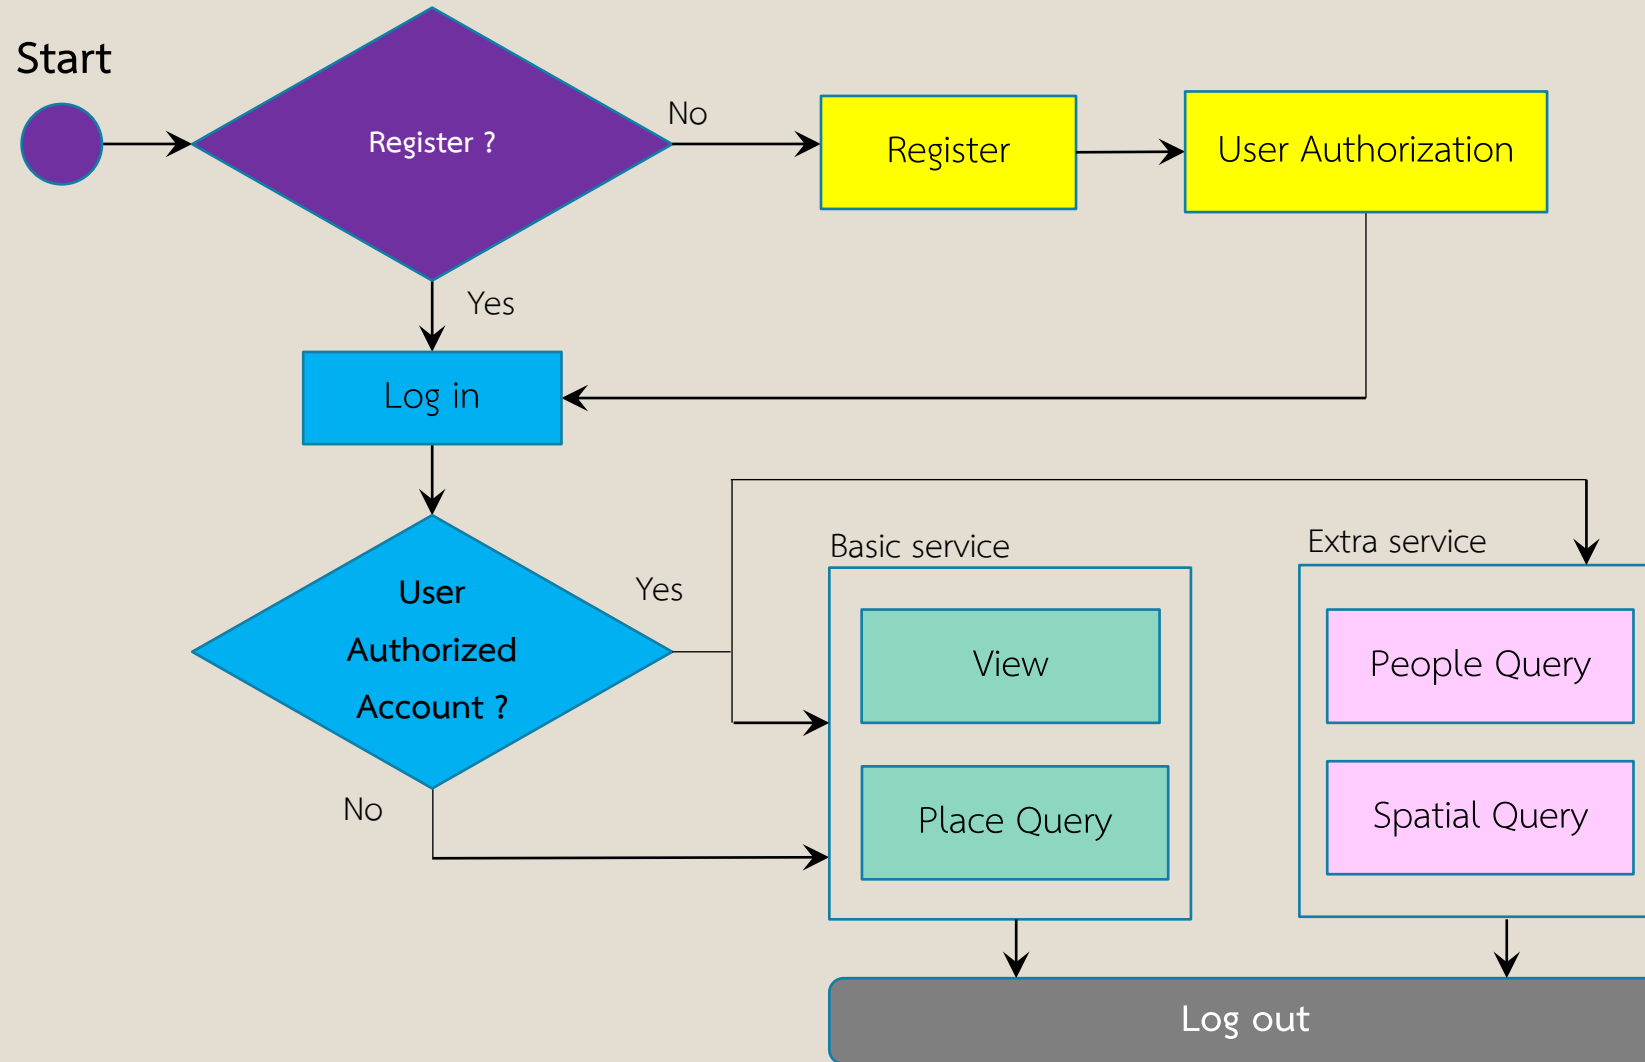 Start
Register ?
No
Register
User Authorization
Yes
Log in
User
Authorized
Account ?
Yes
No
Basic service
View
Place Query
Extra service
People Query
Spatial Query
Log out